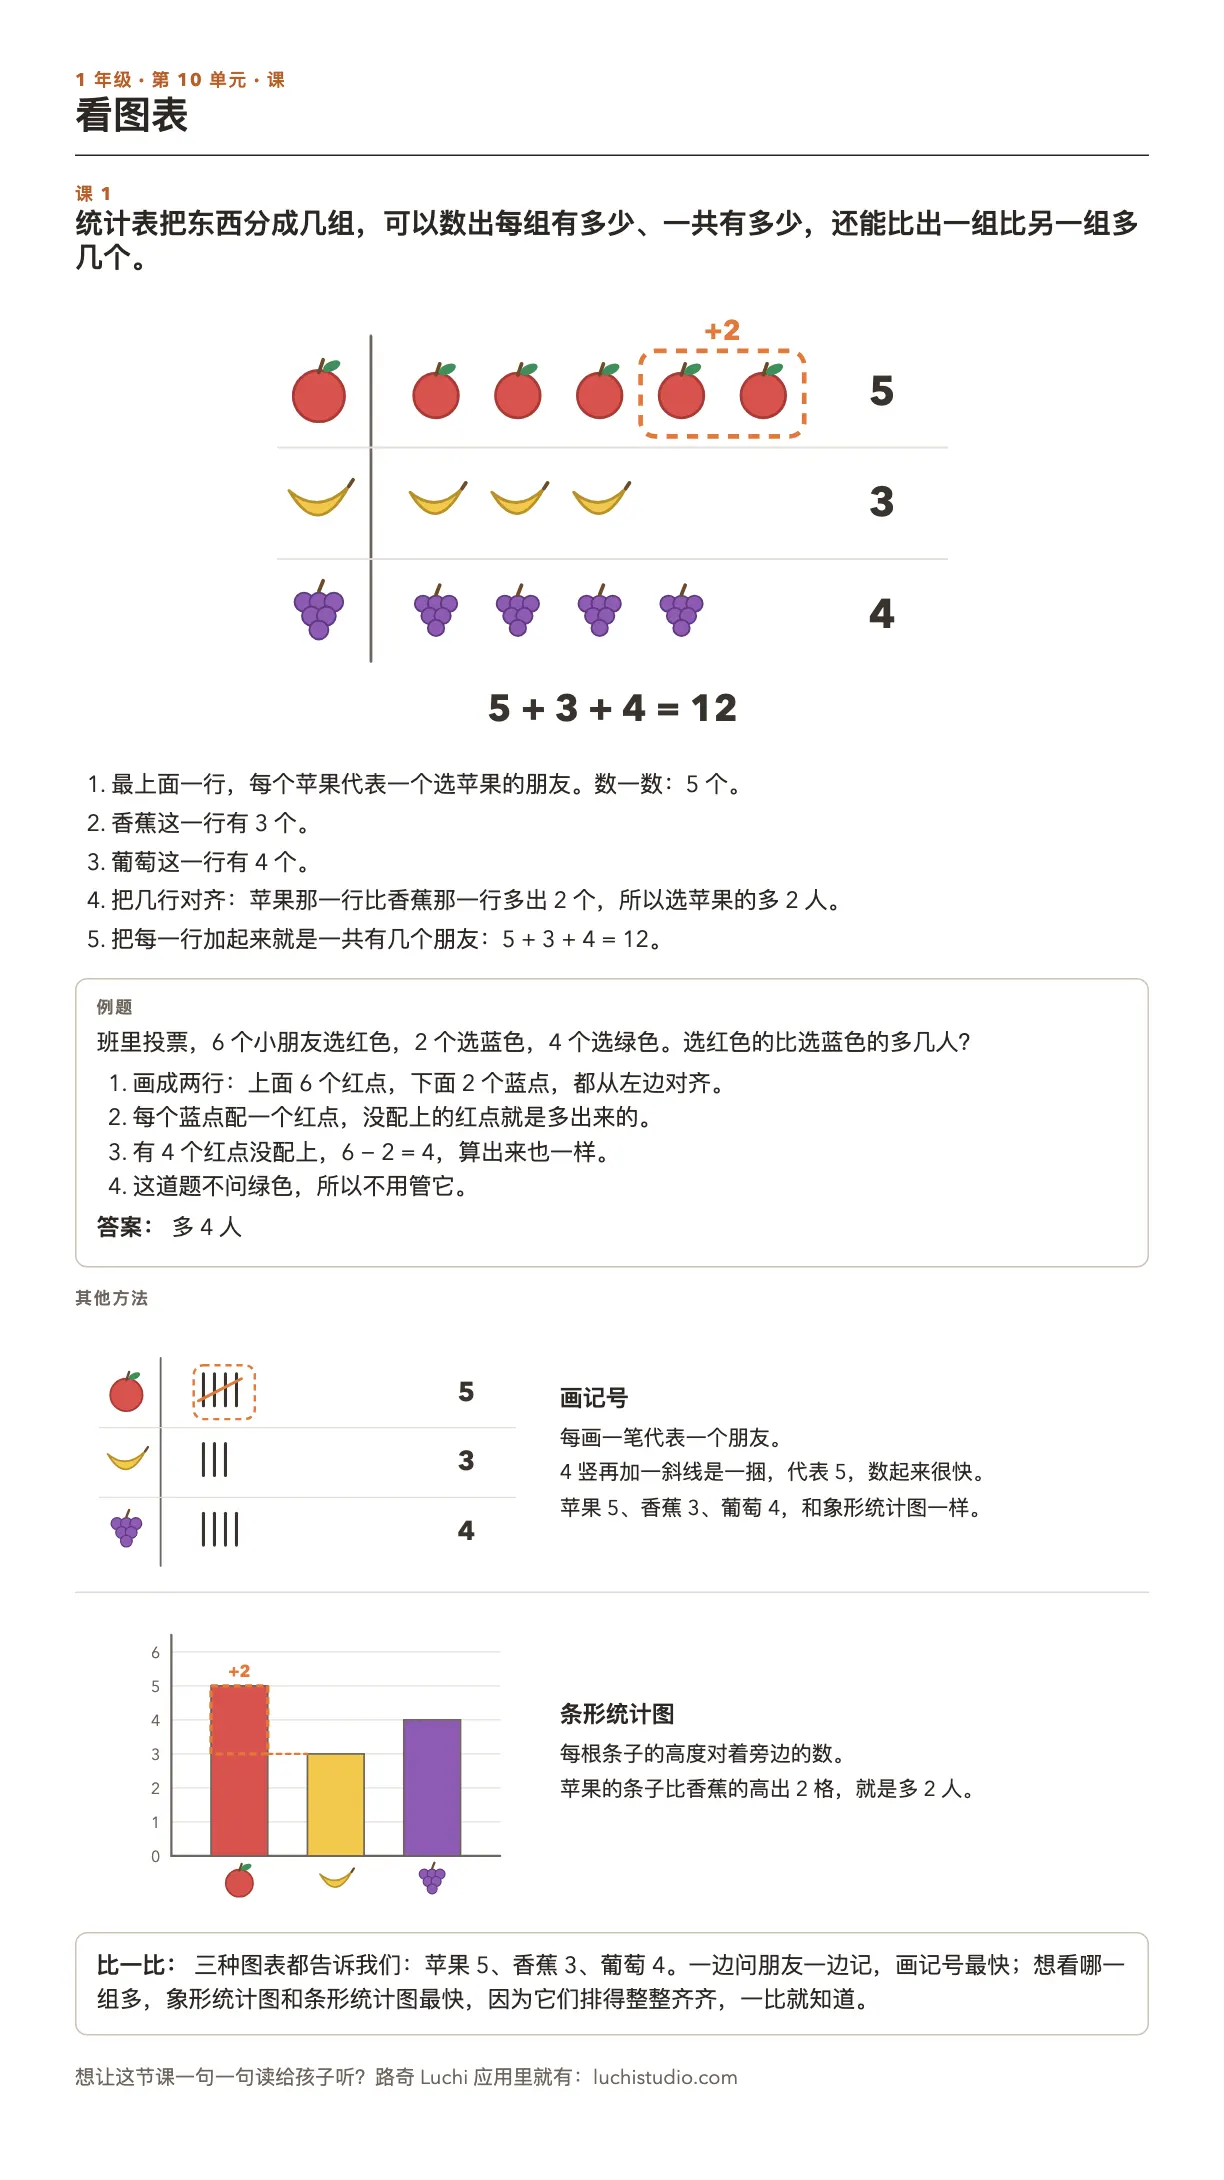 1 年级 · 第 10 单元 · 课
看图表
课 1
统计表把东西分成几组，可以数出每组有多少、一共有多少，还能比出一组比另一组多
几个。
+2
5
3
4
5 + 3 + 4 = 12
1. 最上面一行，每个苹果代表一个选苹果的朋友。数一数：5 个。
2. 香蕉这一行有 3 个。
3. 葡萄这一行有 4 个。
4. 把几行对齐：苹果那一行比香蕉那一行多出 2 个，所以选苹果的多 2 人。
5. 把每一行加起来就是一共有几个朋友：5 + 3 + 4 = 12。
例题
班里投票，6 个小朋友选红色，2 个选蓝色，4 个选绿色。选红色的比选蓝色的多几人？
1. 画成两行：上面 6 个红点，下面 2 个蓝点，都从左边对齐。
2. 每个蓝点配一个红点，没配上的红点就是多出来的。
3. 有 4 个红点没配上，6 − 2 = 4，算出来也一样。
4. 这道题不问绿色，所以不用管它。
答案： 多 4 人
其他方法
5
3
4
画记号
每画一笔代表一个朋友。
4 竖再加一斜线是一捆，代表 5，数起来很快。
苹果 5、香蕉 3、葡萄 4，和象形统计图一样。
6
+2
5
4
3
2
1
0
条形统计图
每根条子的高度对着旁边的数。
苹果的条子比香蕉的高出 2 格，就是多 2 人。
比一比： 三种图表都告诉我们：苹果 5、香蕉 3、葡萄 4。一边问朋友一边记，画记号最快；想看哪一
组多，象形统计图和条形统计图最快，因为它们排得整整齐齐，一比就知道。
想让这节课一句一句读给孩子听？路奇 Luchi 应用里就有：luchistudio.com